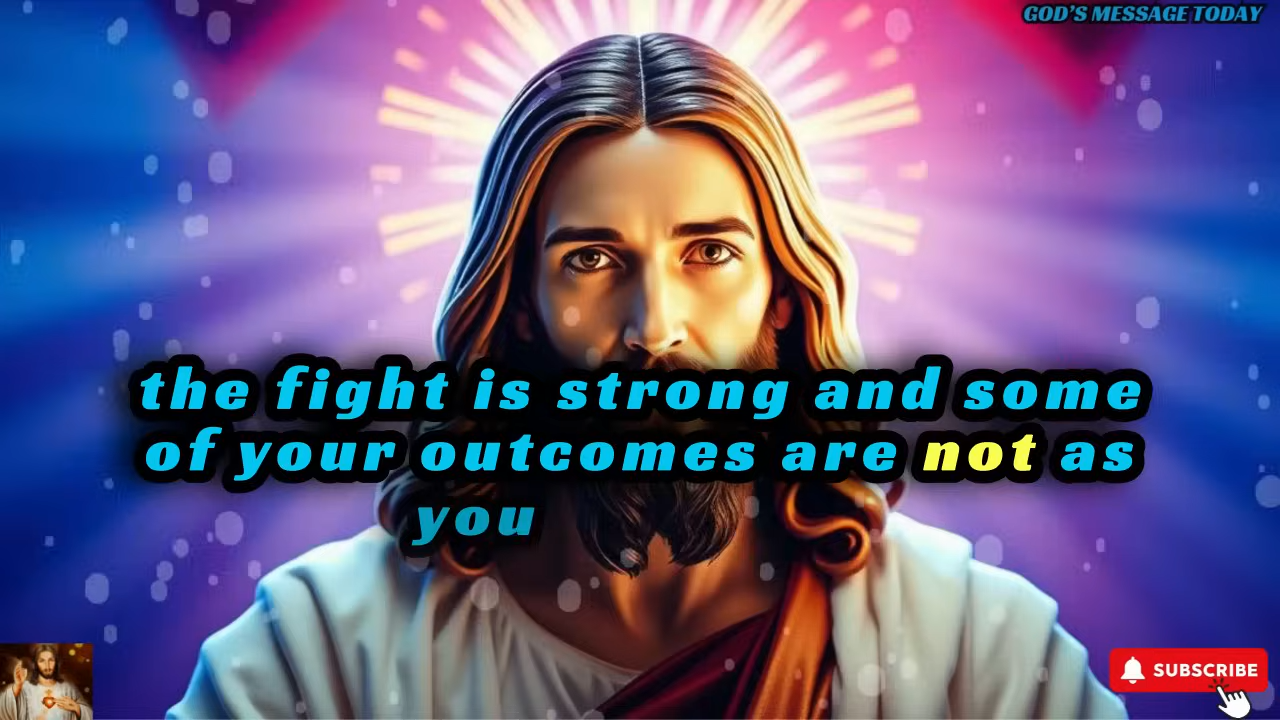 GOD'S MESSAGE TODAY
the fight is strong and some
of your outcomes are not as
you
SUBSCRIBE